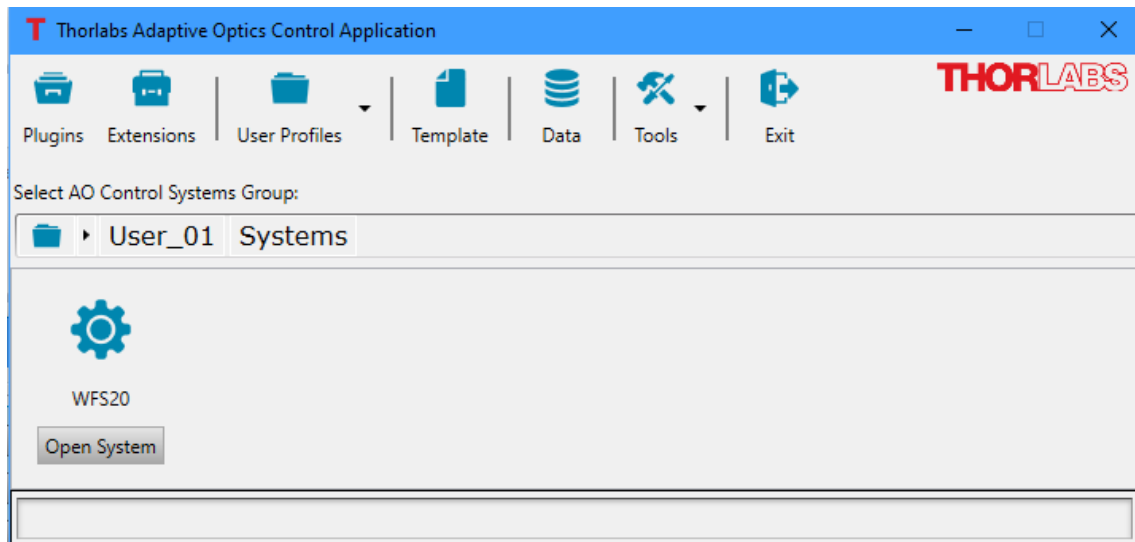 T Thorlabs Adaptive Optics Control Application
THORLABS
Plugins Extensions User Profiles Template Data Tools Exit
Select AO Control Systems Group:
User_01 Systems
WFS20
Open System